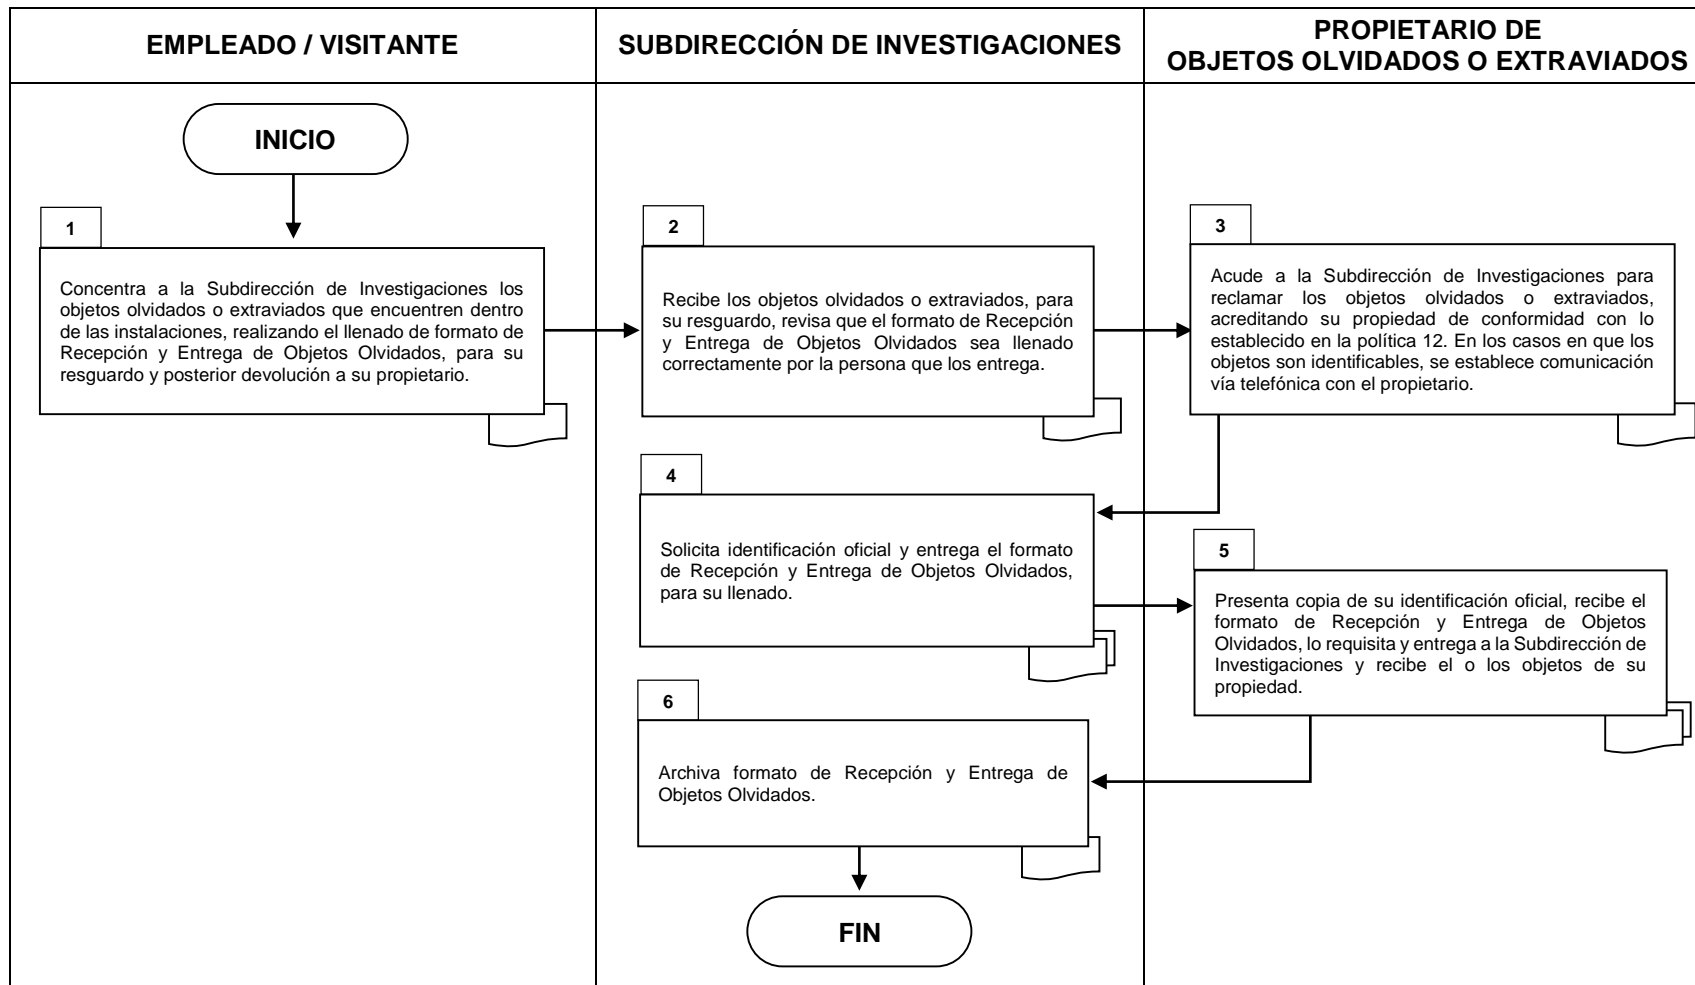 EMPLEADO / VISITANTE
SUBDIRECCIÓN DE INVESTIGACIONES
PROPIETARIO DE
OBJETOS OLVIDADOS O EXTRAVIADOS
INICIO
1
Concentra a la Subdirección de Investigaciones los
objetos olvidados o extraviados que encuentren dentro
de las instalaciones, realizando el llenado de formato de
Recepción y Entrega de Objetos Olvidados, para su
resguardo y posterior devolución a su propietario.
2
Recibe los objetos olvidados o extraviados, para
su resguardo, revisa que el formato de Recepción
y Entrega de Objetos Olvidados sea llenado
correctamente por la persona que los entrega.
3
Acude a la Subdirección de Investigaciones para
reclamar los objetos olvidados o extraviados,
acreditando su propiedad de conformidad con lo
establecido en la política 12. En los casos en que los
objetos son identificables, se establece comunicación
vía telefónica con el propietario.
4
Solicita identificación oficial y entrega el formato
de Recepción y Entrega de Objetos Olvidados,
para su llenado.
5
Presenta copia de su identificación oficial, recibe el
formato de Recepción y Entrega de Objetos
Olvidados, lo requisita y entrega a la Subdirección de
Investigaciones y recibe el o los objetos de su
propiedad.
6
Archiva formato de Recepción y Entrega de
Objetos Olvidados.
FIN